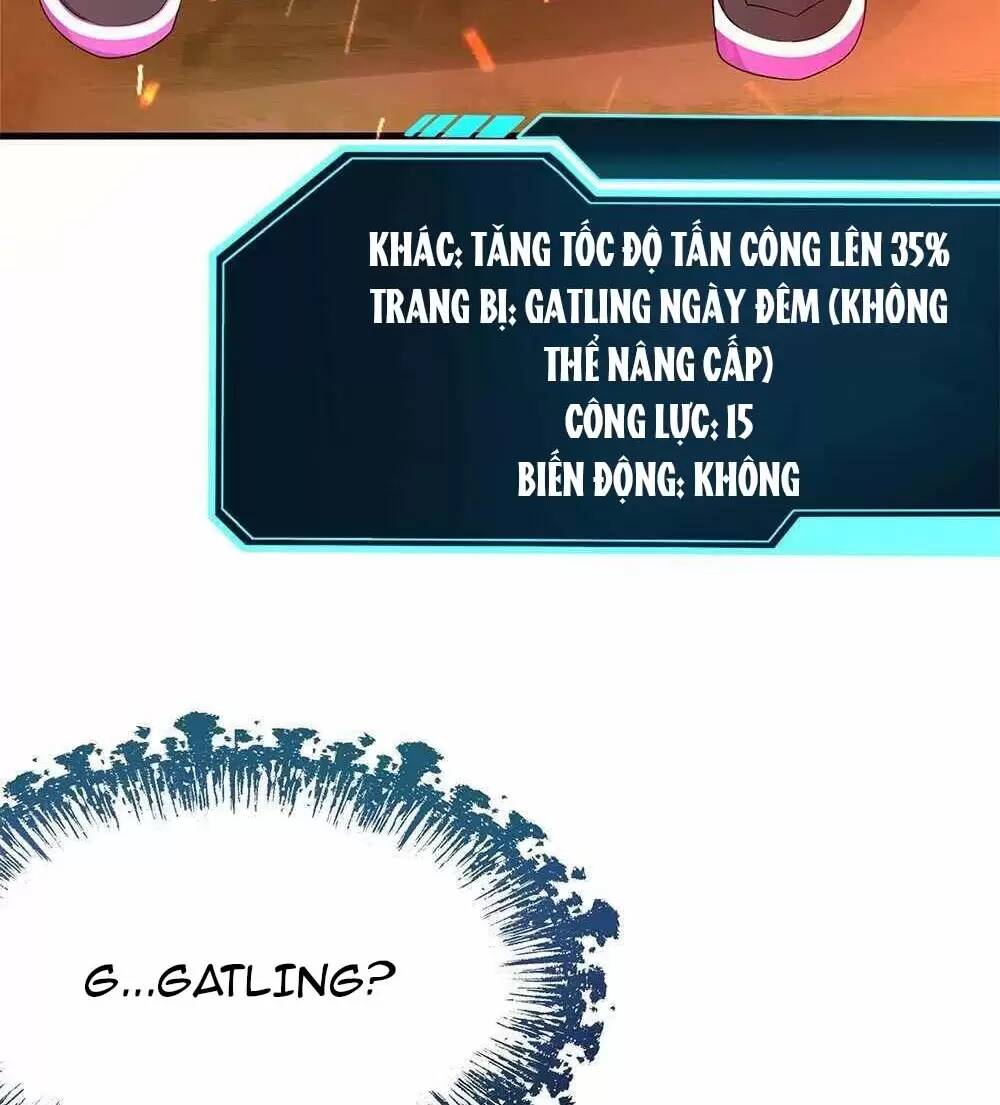 KHÁC: TĂNG TỐC ĐỘ TẤN CÔNG LÊN 35%
TRANG BỊ: GATLING NGÀY ĐÊM (KHÔNG
THỂ NÂNG CẤP)
CÔNG LỰC: 15
BIẾN ĐỘNG: KHÔNG
G...GATLING?